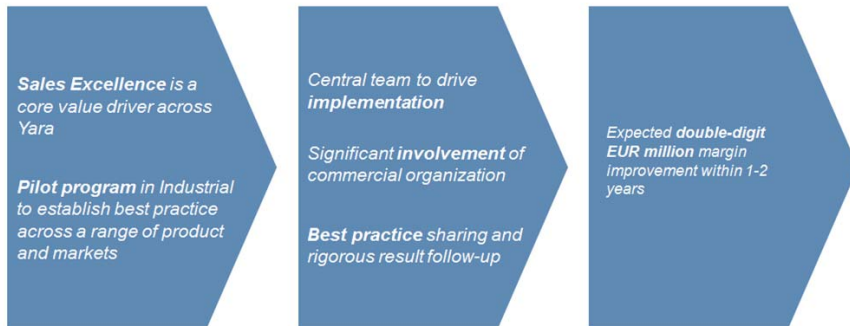 Sales Excellence is a
core value driver across
Yara
Pilot program in Industrial
to establish best practice
across a range of product
and markets
Central team to drive
implementation
Significant involvement of
commercial organization
Best practice sharing and
rigorous result follow-up
Expected double-digit
EUR million margin
improvement within 1-2
years